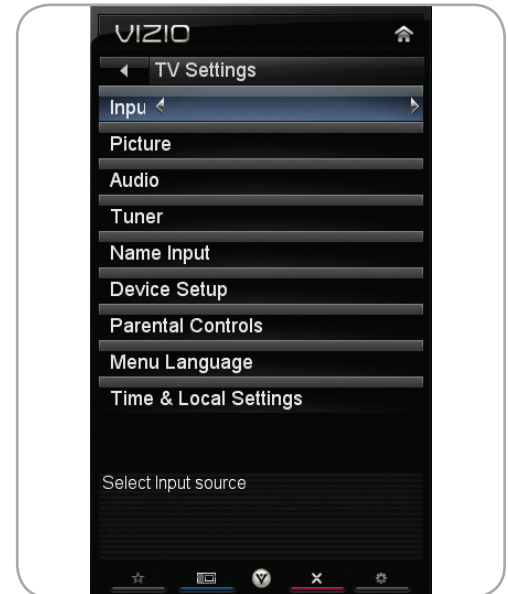 VIZIO
TV Settings
Inpu
Picture
Audio
Tuner
Name Input
Device Setup
Parental Controls
Menu Language
Time & Local Settings
Select Input source